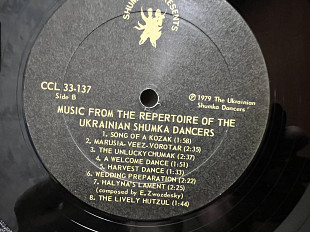 SHUMKA PRESENTS
CCL 33-137
Side B
℗ 1979 The Ukrainian
Shumka Dancers
MUSIC FROM THE REPERTOIRE OF THE
UKRAINIAN SHUMKA DANCERS
1. SONG OF A KOZAK (1:58)
2. MARUSIA-VEEZ-VOROTAR (2:35)
3. THE UNLUCKY CHUMAK (2:37)
4. A WELCOME DANCE (1:51)
5. HARVEST DANCE (1:33)
6. WEDDING PREPARATION (2:22)
7. HALYNA'S LAMENT (2:25)
(composed by E. Zwozdesky)
8. THE LIVELY HUTZUL (1:44)